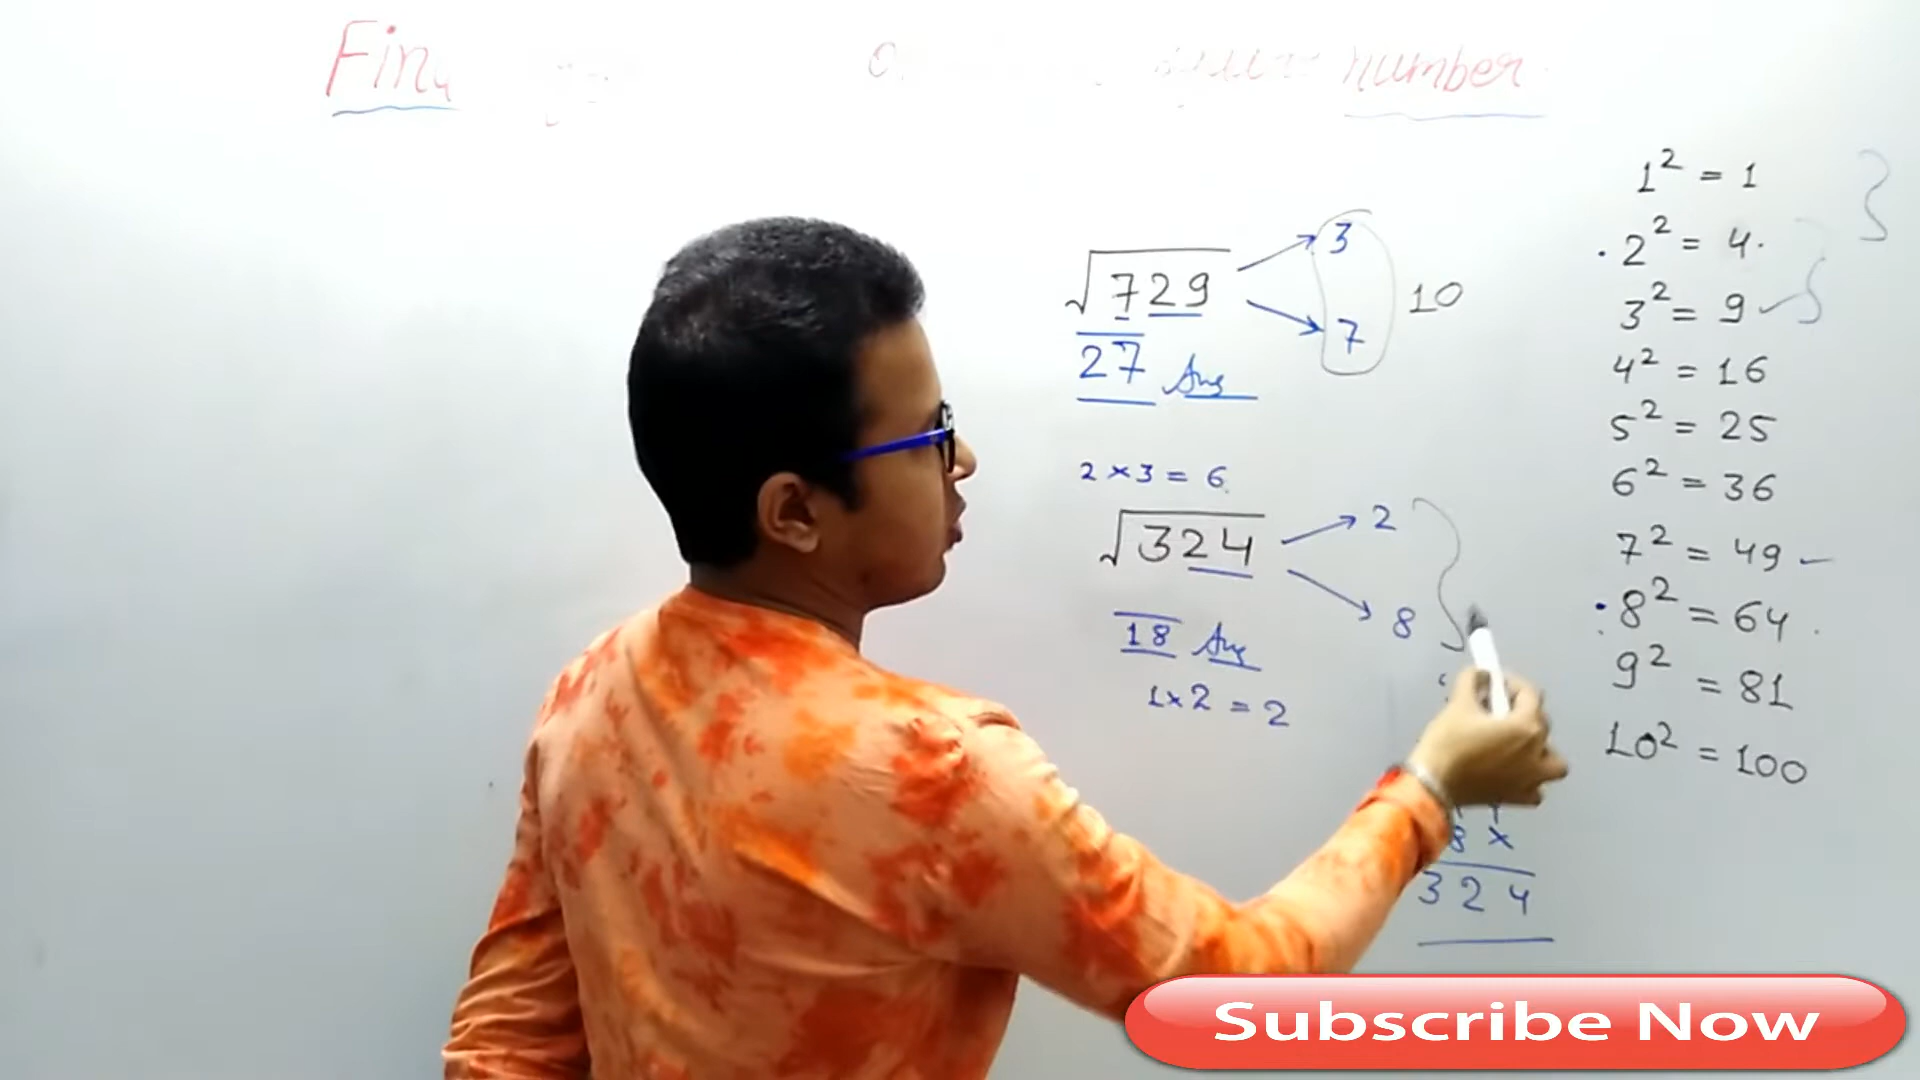 Find number
√729 3 10
7
27 Ans
2 × 3 = 6
√324 2
8
18 Ans
1 × 2 = 2
8 ×
324
1² = 1
2² = 4
3² = 9
4² = 16
5² = 25
6² = 36
7² = 49
8² = 64
9² = 81
10² = 100
Subscribe Now